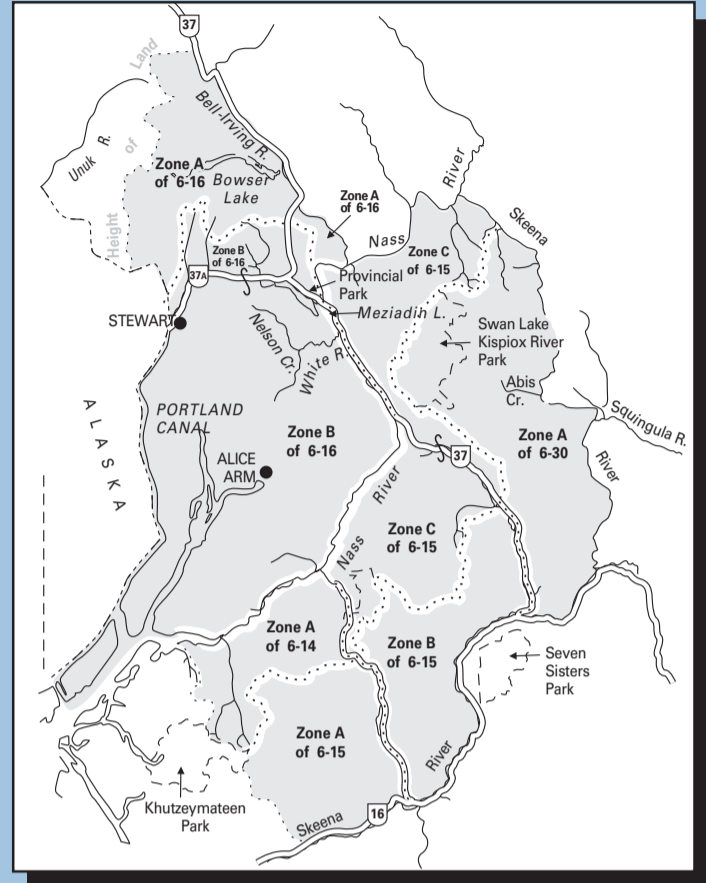 37
Land
of
Height
Unuk R.
Bell-Irving R.
Zone A
of 6-16
Bowser
Lake
Zone A
of 6-16
River
Skeena
Nass
Zone C
of 6-15
Zone B
of 6-16
37A
Provincial
Park
Meziadin L.
STEWART
Nelson Cr.
White R.
Swan Lake
Kispiox River
Park
Abis
Cr.
Squingula R.
ALASKA
PORTLAND
CANAL
Zone B
of 6-16
ALICE
ARM
37
Zone A
of 6-30
River
River
Nass
Zone C
of 6-15
Zone A
of 6-14
Zone B
of 6-15
Seven
Sisters
Park
Zone A
of 6-15
River
Khutzeymateen
Park
Skeena
16